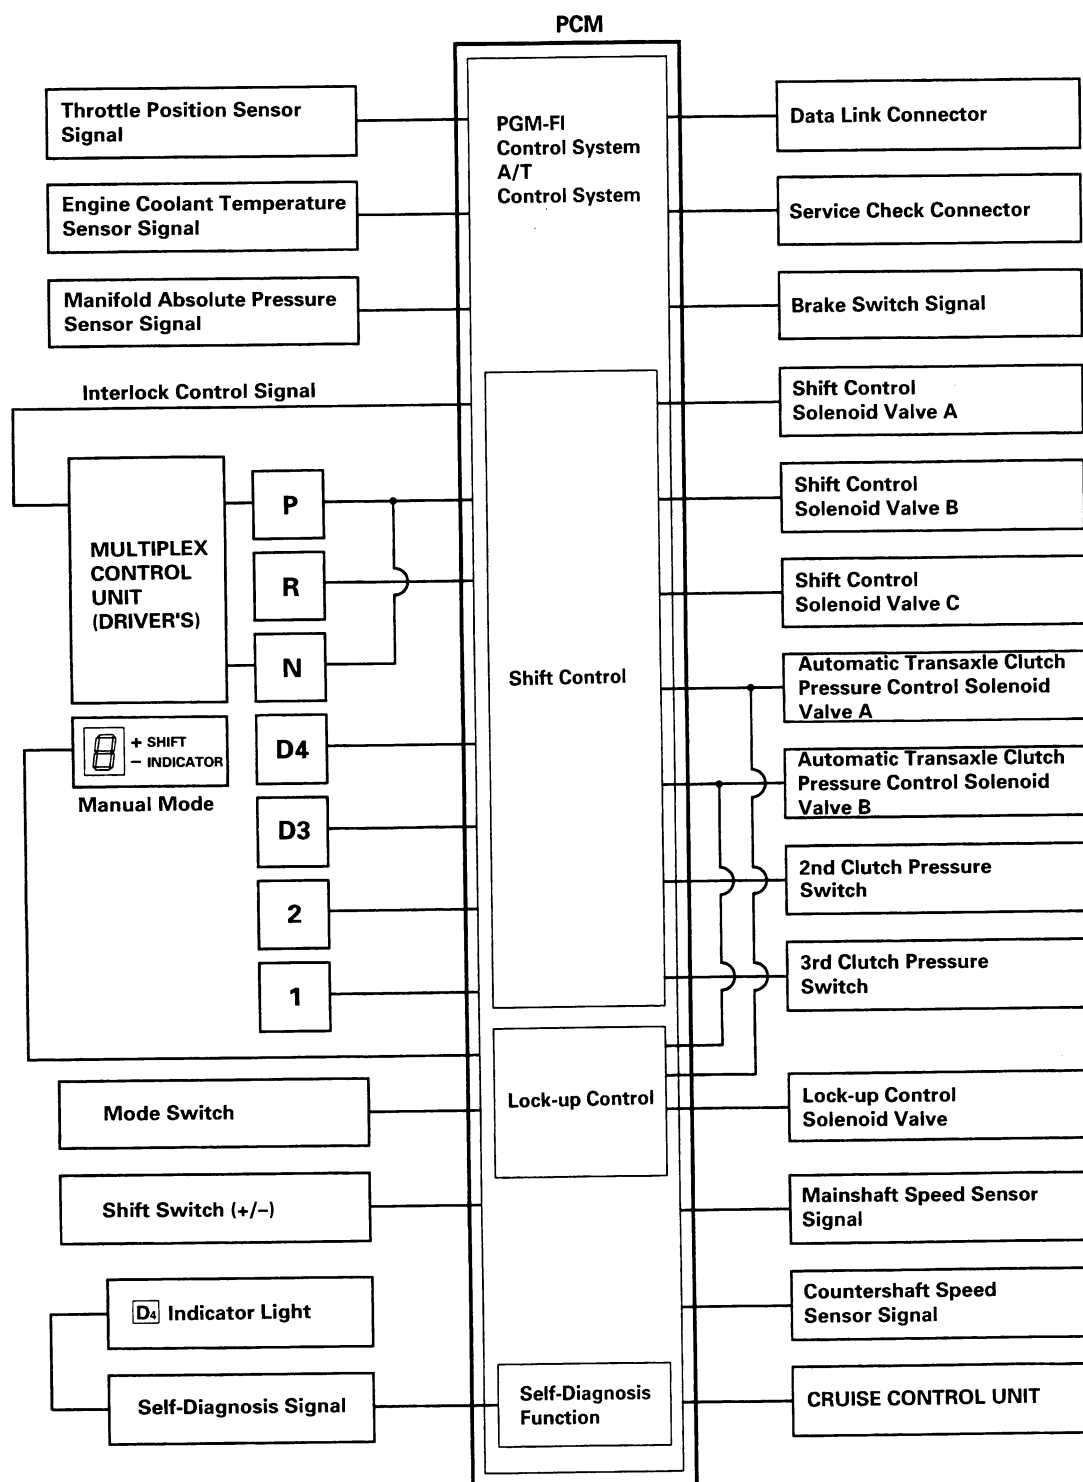 PCM
Throttle Position Sensor
Signal
Engine Coolant Temperature
Sensor Signal
Manifold Absolute Pressure
Sensor Signal
Interlock Control Signal
MULTIPLEX
CONTROL
UNIT
(DRIVER'S)
P
R
N
D4
D3
2
1
8 + SHIFT
– INDICATOR
Manual Mode
Mode Switch
Shift Switch (+/–)
D4 Indicator Light
Self-Diagnosis Signal
PGM-FI
Control System
A/T
Control System
Shift Control
Lock-up Control
Self-Diagnosis
Function
Data Link Connector
Service Check Connector
Brake Switch Signal
Shift Control
Solenoid Valve A
Shift Control
Solenoid Valve B
Shift Control
Solenoid Valve C
Automatic Transaxle Clutch
Pressure Control Solenoid
Valve A
Automatic Transaxle Clutch
Pressure Control Solenoid
Valve B
2nd Clutch Pressure
Switch
3rd Clutch Pressure
Switch
Lock-up Control
Solenoid Valve
Mainshaft Speed Sensor
Signal
Countershaft Speed
Sensor Signal
CRUISE CONTROL UNIT